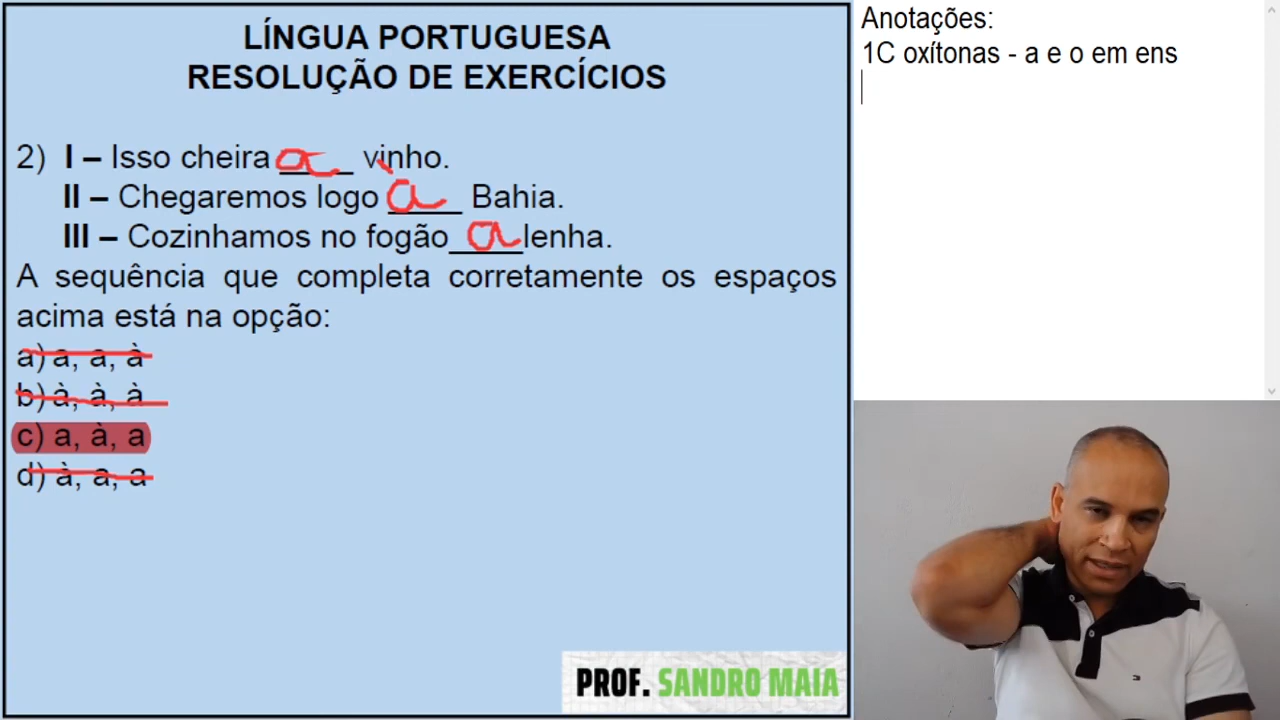 LÍNGUA PORTUGUESA
RESOLUÇÃO DE EXERCÍCIOS
2) I – Isso cheira a vinho.
II – Chegaremos logo à Bahia.
III – Cozinhamos no fogão a lenha.
A sequência que completa corretamente os espaços
acima está na opção:
a) a, a, à
b) à, à, à
c) a, à, a
d) à, a, a
PROF. SANDRO MAIA
Anotações:
1C oxítonas - a e o em ens